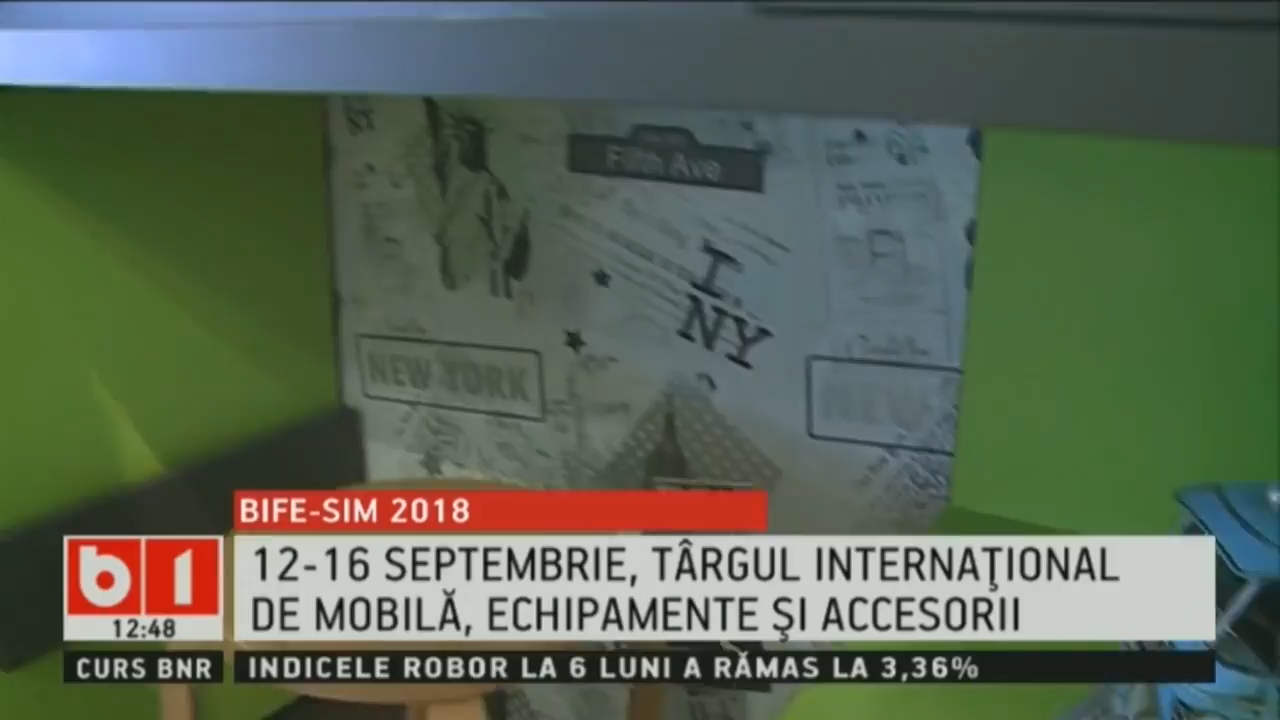 Fifth Ave
I
NY
NEW YORK
NEW
BIFE-SIM 2018
12-16 SEPTEMBRIE, TÂRGUL INTERNAŢIONAL
DE MOBILĂ, ECHIPAMENTE ŞI ACCESORII
b1
12:48
CURS BNR
INDICELE ROBOR LA 6 LUNI A RĂMAS LA 3,36%